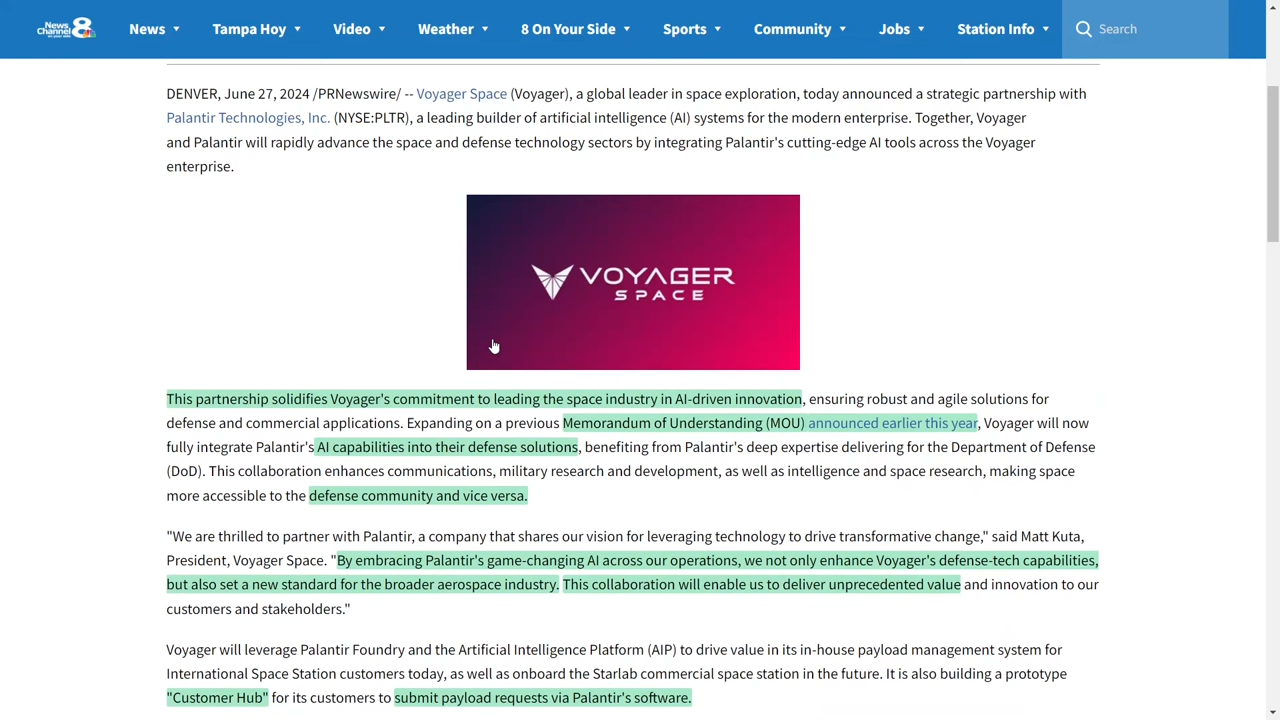 News
Channel 8
News Tampa Hoy Video Weather 8 On Your Side Sports Community Jobs Station Info Search
DENVER, June 27, 2024 /PRNewswire/ -- Voyager Space (Voyager), a global leader in space exploration, today announced a strategic partnership with
Palantir Technologies, Inc. (NYSE:PLTR), a leading builder of artificial intelligence (AI) systems for the modern enterprise. Together, Voyager
and Palantir will rapidly advance the space and defense technology sectors by integrating Palantir's cutting-edge AI tools across the Voyager
enterprise.
VOYAGER
SPACE
This partnership solidifies Voyager's commitment to leading the space industry in AI-driven innovation, ensuring robust and agile solutions for
defense and commercial applications. Expanding on a previous Memorandum of Understanding (MOU) announced earlier this year, Voyager will now
fully integrate Palantir's AI capabilities into their defense solutions, benefiting from Palantir's deep expertise delivering for the Department of Defense
(DoD). This collaboration enhances communications, military research and development, as well as intelligence and space research, making space
more accessible to the defense community and vice versa.
"We are thrilled to partner with Palantir, a company that shares our vision for leveraging technology to drive transformative change," said Matt Kuta,
President, Voyager Space. "By embracing Palantir's game-changing AI across our operations, we not only enhance Voyager's defense-tech capabilities,
but also set a new standard for the broader aerospace industry. This collaboration will enable us to deliver unprecedented value and innovation to our
customers and stakeholders."
Voyager will leverage Palantir Foundry and the Artificial Intelligence Platform (AIP) to drive value in its in-house payload management system for
International Space Station customers today, as well as onboard the Starlab commercial space station in the future. It is also building a prototype
"Customer Hub" for its customers to submit payload requests via Palantir's software.